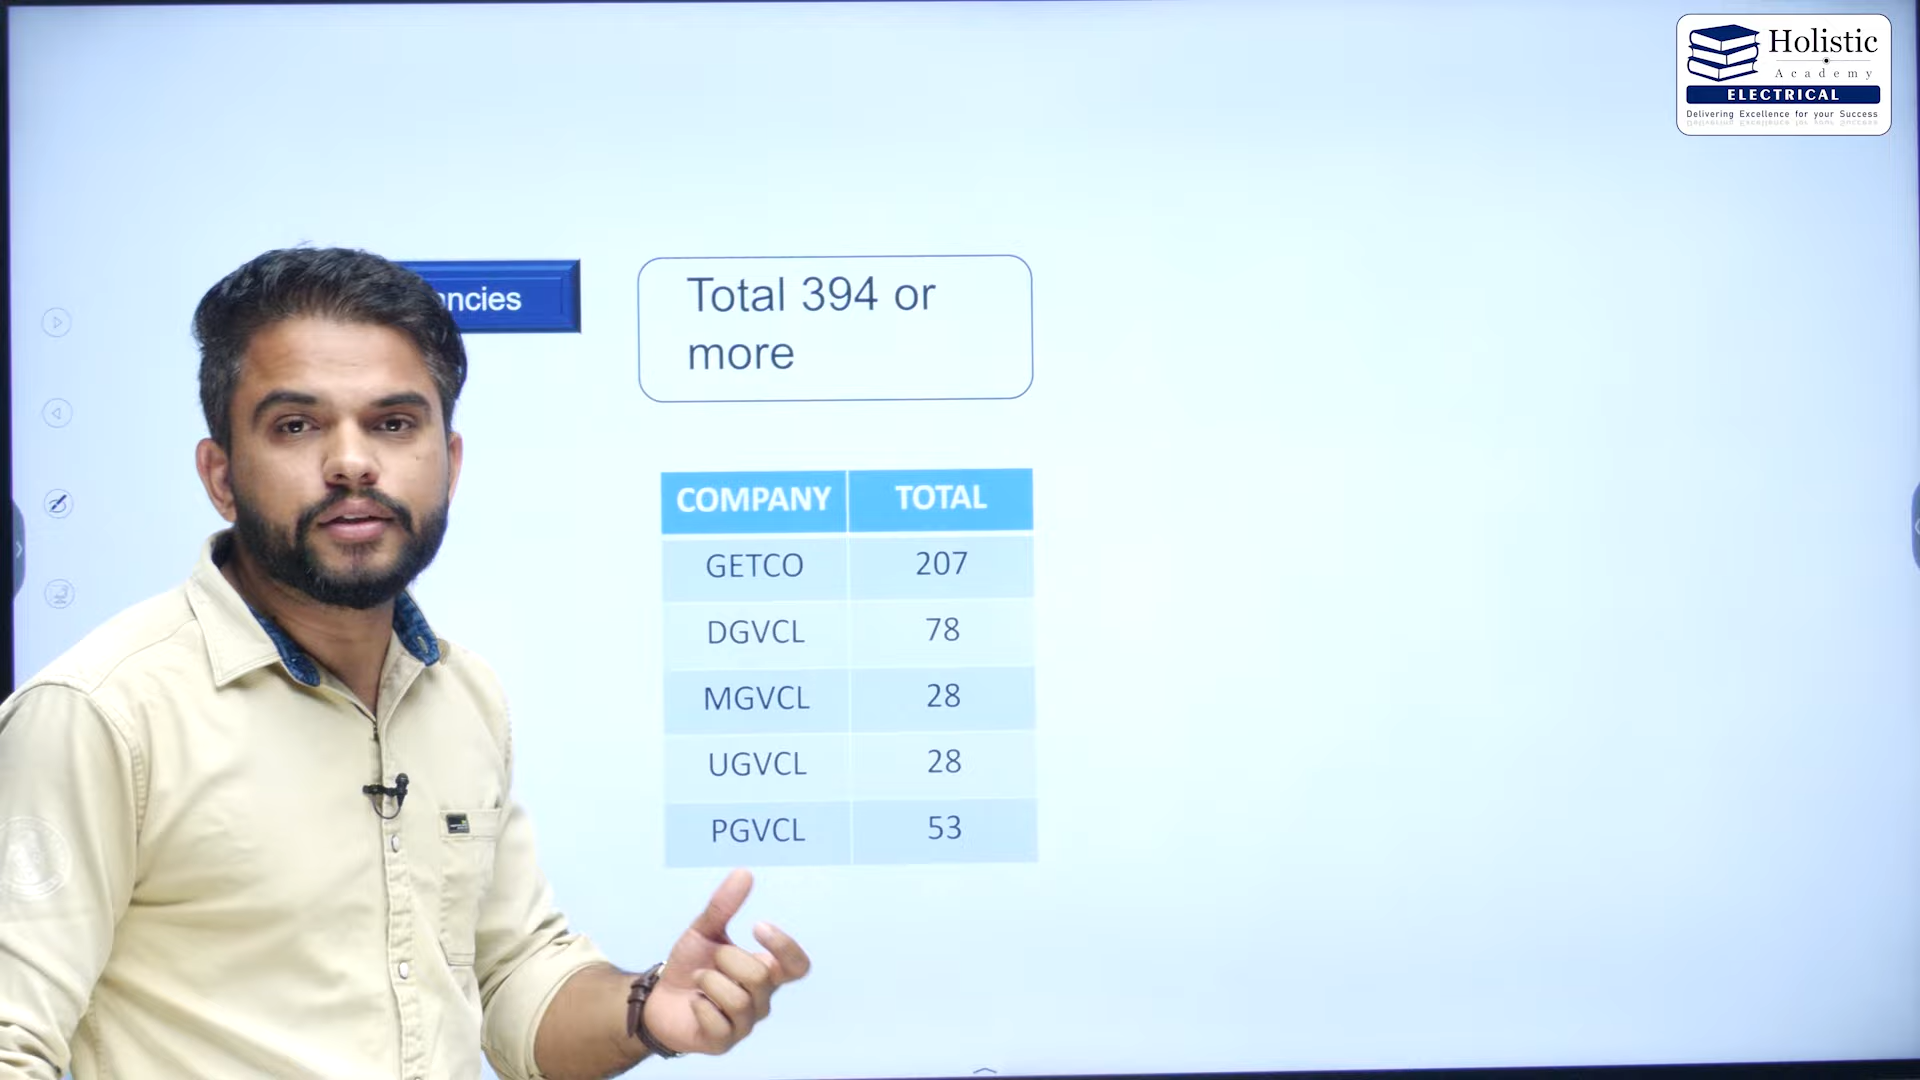 Holistic
Academy
ELECTRICAL
Delivering Excellence for your Success
Total 394 or
more
COMPANY TOTAL
GETCO 207
DGVCL 78
MGVCL 28
UGVCL 28
PGVCL 53